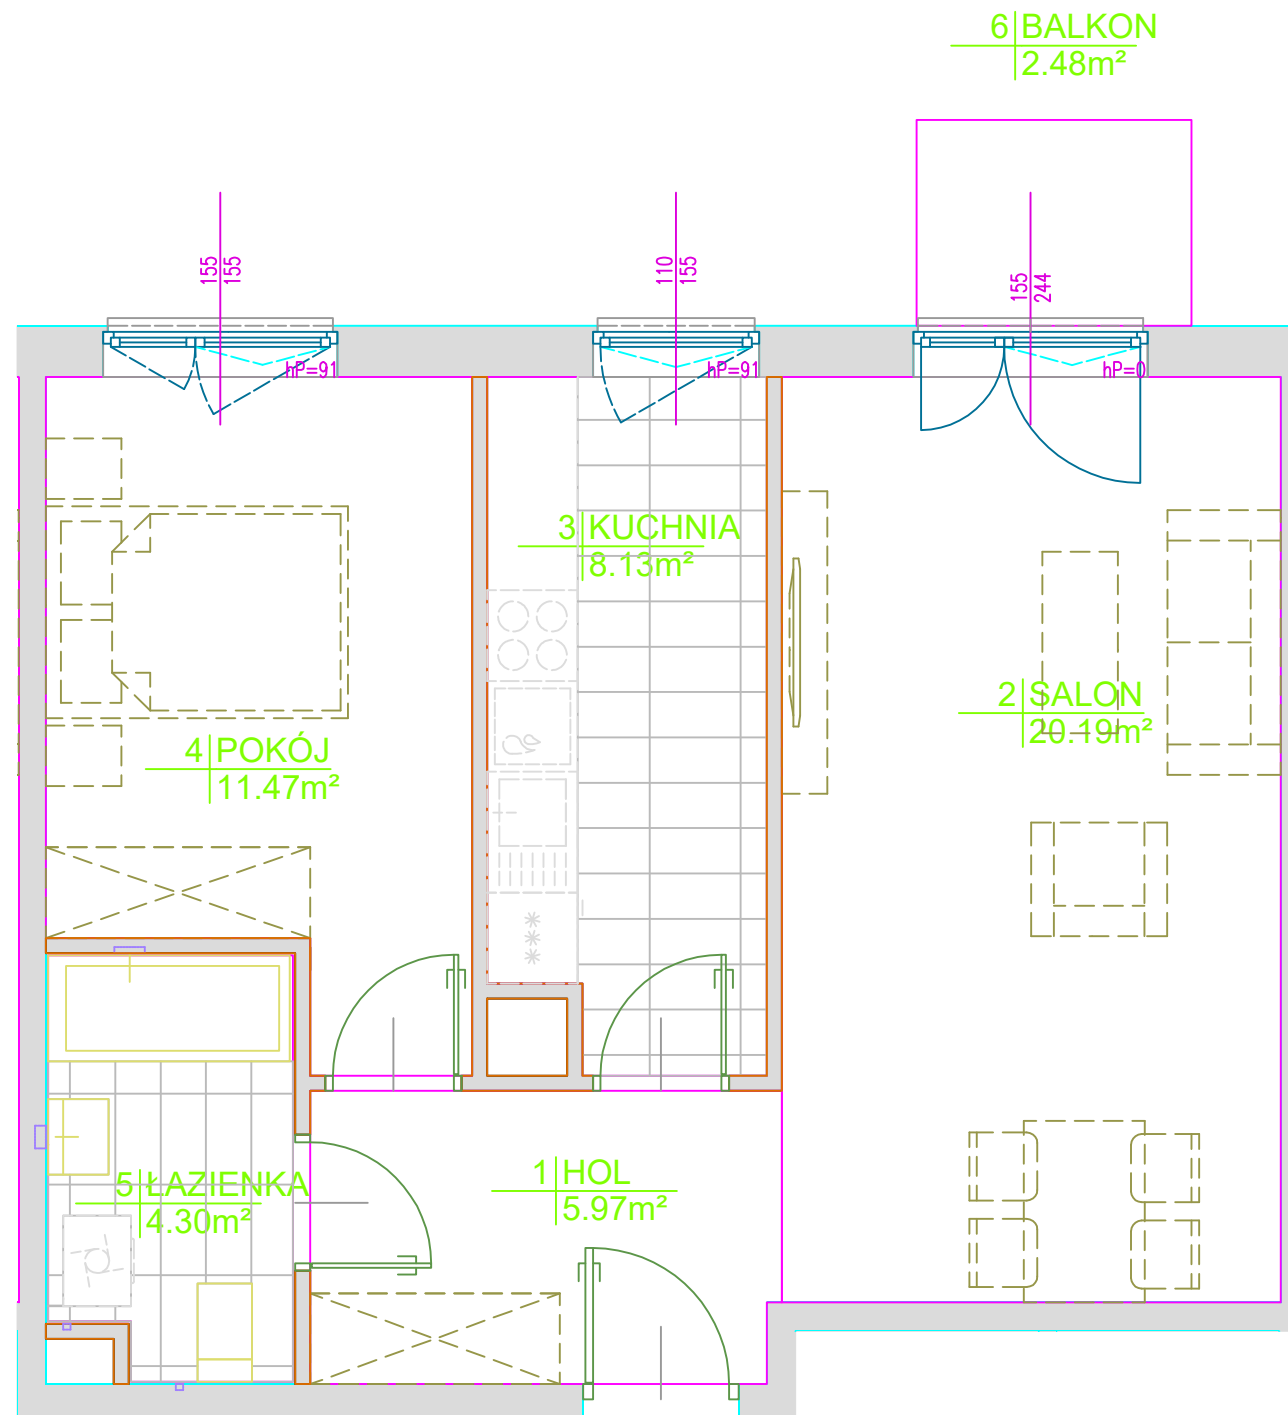 6 BALKON
2.48m²
155
155
110
155
155
244
hP=91
hP=91
hP=0
3 KUCHNIA
8.13m²
2 SALON
20.19m²
4 POKÓJ
11.47m²
5 ŁAZIENKA
4.30m²
1 HOL
5.97m²